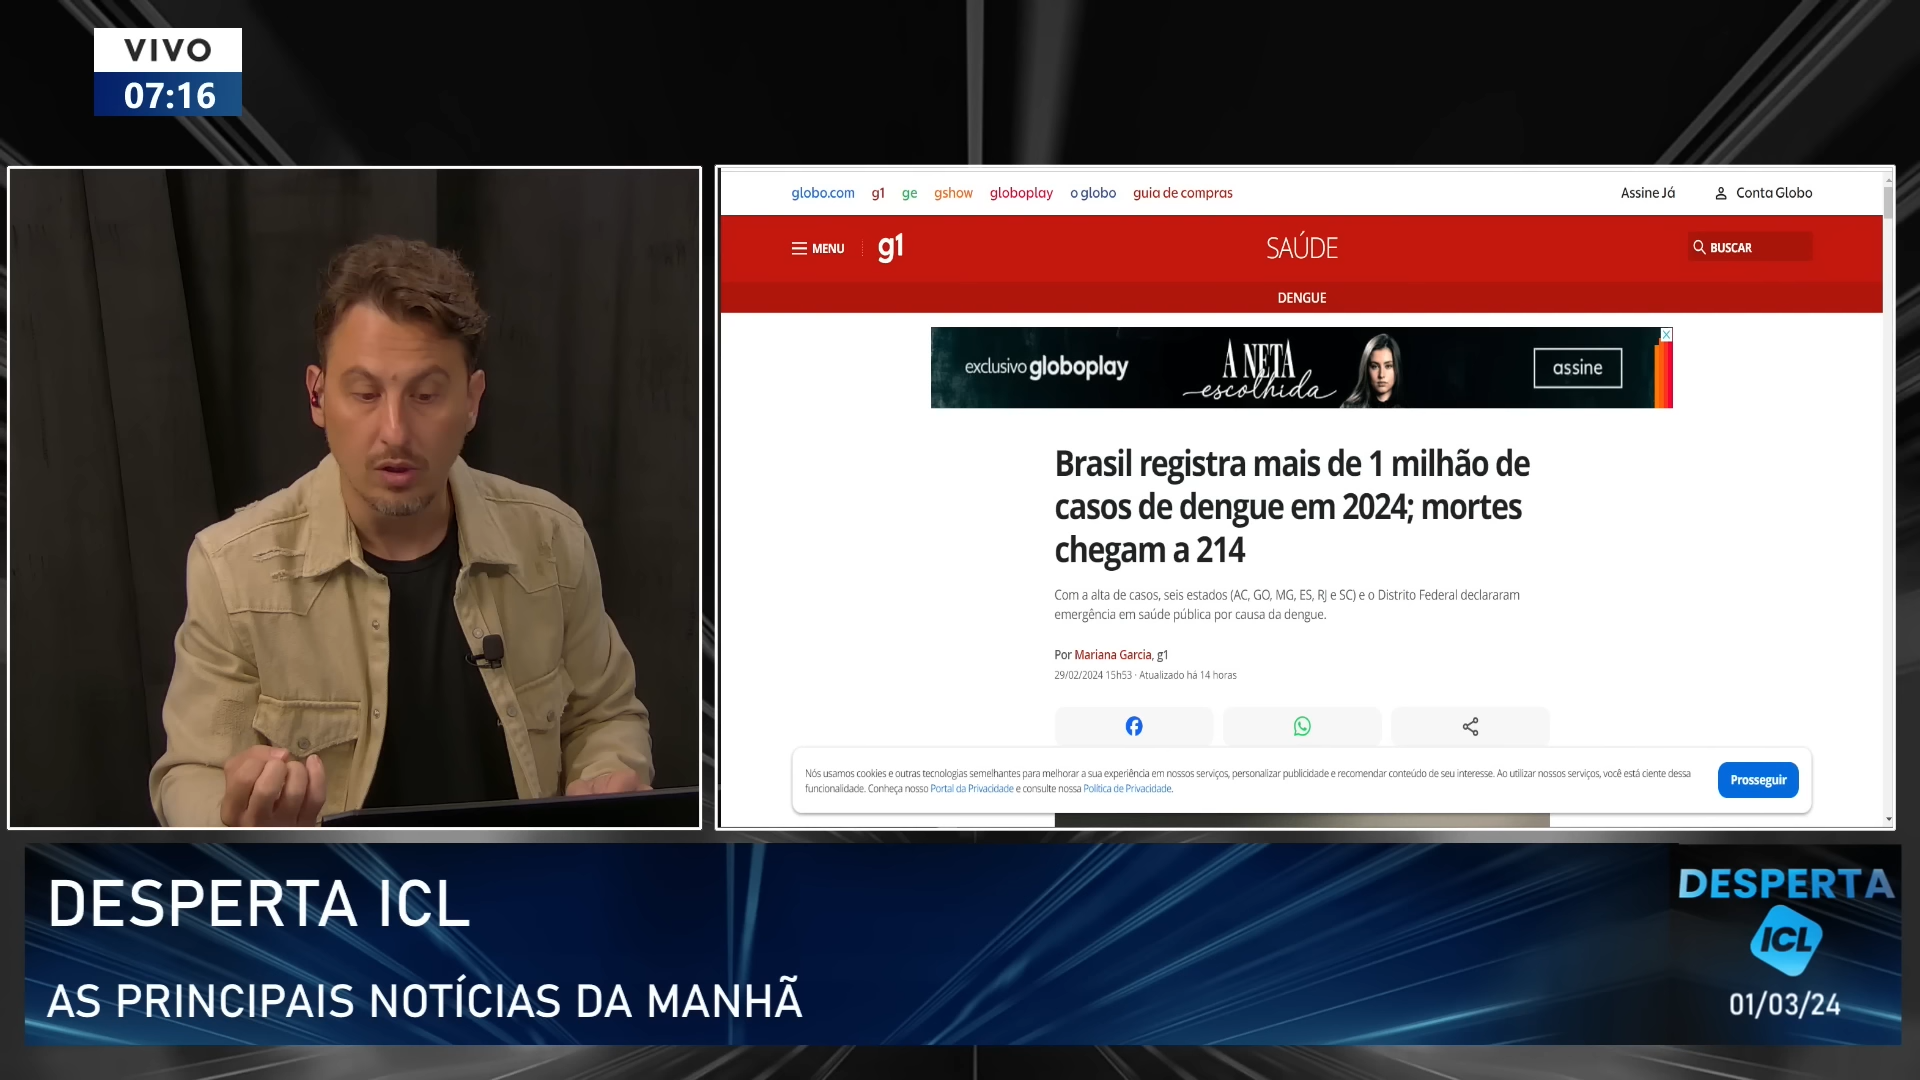 VIVO
07:16
globo.com g1 ge gshow globoplay o globo guia de compras Assine Já Conta Globo
MENU g1 SAÚDE BUSCAR
DENGUE
exclusivo globoplay A NETA escolhida assine
Brasil registra mais de 1 milhão de
casos de dengue em 2024; mortes
chegam a 214
Com a alta de casos, seis estados (AC, GO, MG, ES, RJ e SC) e o Distrito Federal declararam
emergência em saúde pública por causa da dengue.
Por Mariana Garcia, g1
29/02/2024 15h53 · Atualizado há 14 horas
Nós usamos cookies e outras tecnologias semelhantes para melhorar a sua experiência em nossos serviços, personalizar publicidade e recomendar conteúdo de seu interesse. Ao utilizar nossos serviços, você está ciente dessa
funcionalidade. Conheça nosso Portal da Privacidade e consulte nossa Política de Privacidade.
Prosseguir
DESPERTA ICL
AS PRINCIPAIS NOTÍCIAS DA MANHÃ
DESPERTA
ICL
01/03/24